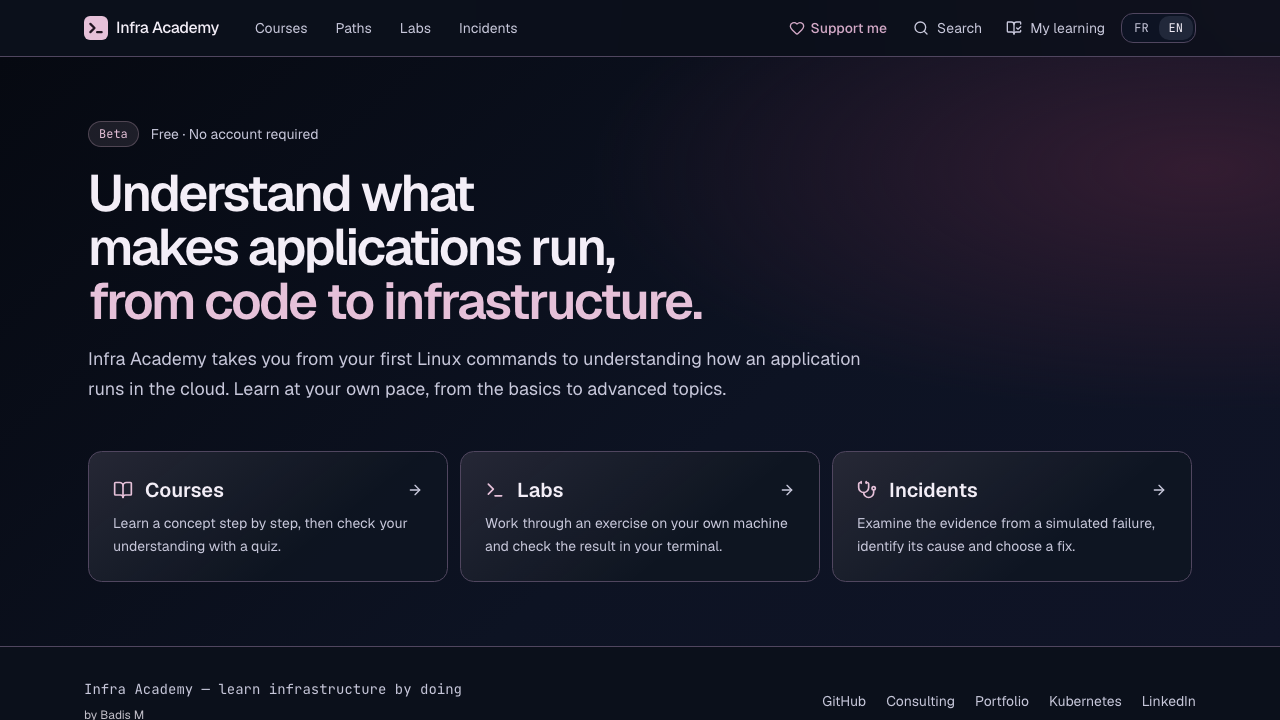 Infra Academy
Courses
Paths
Labs
Incidents
Support me
Search
My learning
FR
EN
Beta
Free · No account required
Understand what
makes applications run,
from code to infrastructure.
Infra Academy takes you from your first Linux commands to understanding how an application
runs in the cloud. Learn at your own pace, from the basics to advanced topics.
Courses
Learn a concept step by step, then check your
understanding with a quiz.
Labs
Work through an exercise on your own machine
and check the result in your terminal.
Incidents
Examine the evidence from a simulated failure,
identify its cause and choose a fix.
Infra Academy — learn infrastructure by doing
by Badis M
GitHub
Consulting
Portfolio
Kubernetes
LinkedIn